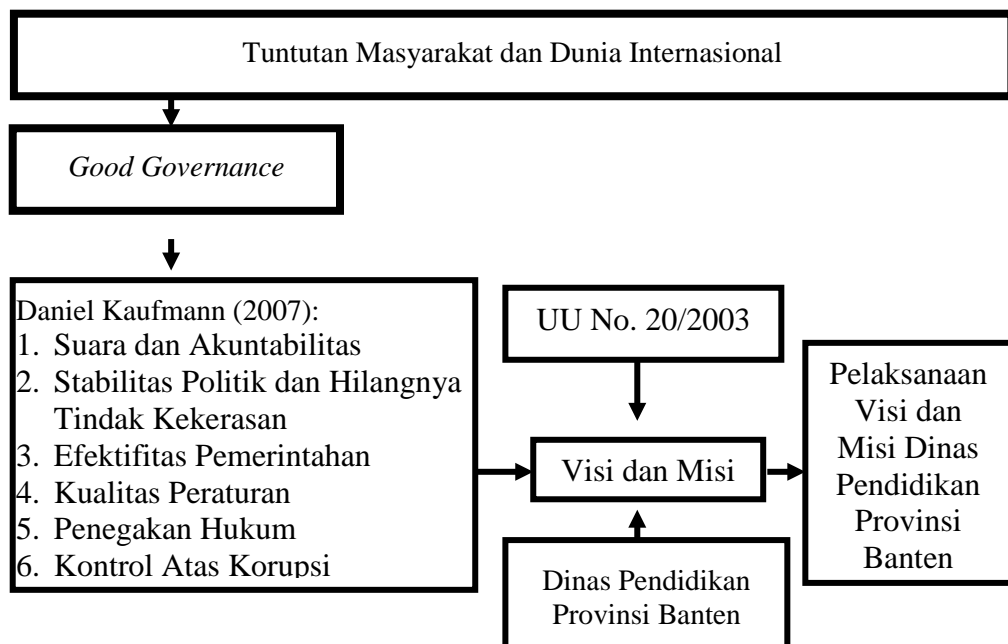 Tuntutan Masyarakat dan Dunia Internasional
Good Governance
Daniel Kaufmann (2007):
1. Suara dan Akuntabilitas
2. Stabilitas Politik dan Hilangnya
Tindak Kekerasan
3. Efektifitas Pemerintahan
4. Kualitas Peraturan
5. Penegakan Hukum
6. Kontrol Atas Korupsi
UU No. 20/2003
Visi dan Misi
Dinas Pendidikan
Provinsi Banten
Pelaksanaan
Visi dan
Misi Dinas
Pendidikan
Provinsi
Banten